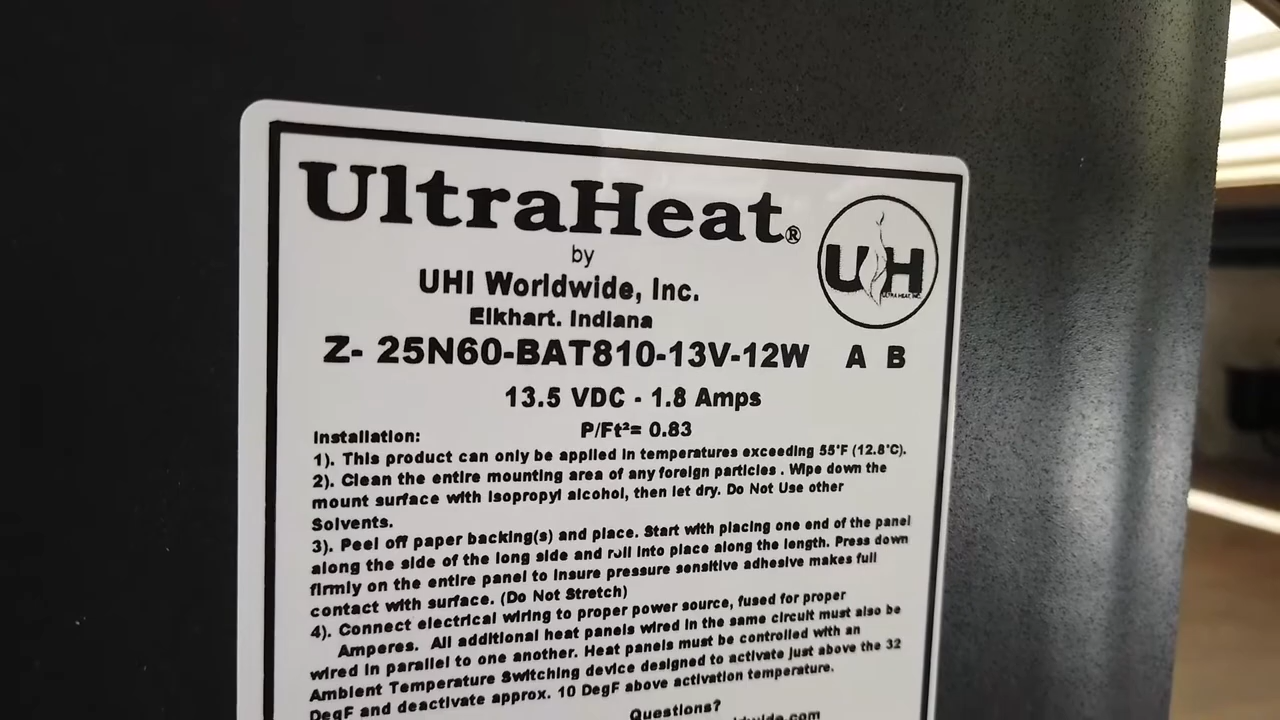 UltraHeat®
by
UHI Worldwide, Inc.
Elkhart. Indiana
UH
ULTRA HEAT, INC.
Z- 25N60-BAT810-13V-12W A B
13.5 VDC - 1.8 Amps
P/Ft²= 0.83
Installation:
1). This product can only be applied in temperatures exceeding 55°F (12.8°C).
2). Clean the entire mounting area of any foreign particles . Wipe down the
mount surface with Isopropyl alcohol, then let dry. Do Not Use other
Solvents.
3). Peel off paper backing(s) and place. Start with placing one end of the panel
along the side of the long side and roll into place along the length. Press down
firmly on the entire panel to insure pressure sensitive adhesive makes full
contact with surface. (Do Not Stretch)
4). Connect electrical wiring to proper power source, fused for proper
Amperes. All additional heat panels wired in the same circuit must also be
wired in parallel to one another. Heat panels must be controlled with an
Ambient Temperature Switching device designed to activate just above the 32
DegF and deactivate approx. 10 DegF above activation temperature.
Questions?